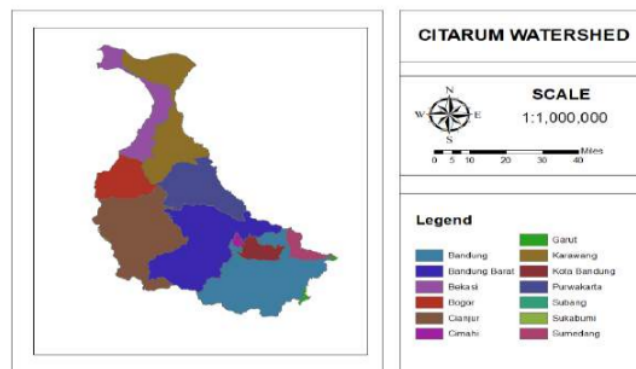 CITARUM WATERSHED
N
W E
S
SCALE
1:1,000,000
Miles
0 5 10 20 30 40
Legend
Bandung
Bandung Barat
Bekasi
Bogor
Cianjur
Cimahi
Garut
Karawang
Kota Bandung
Purwakarta
Subang
Sukabumi
Sumedang